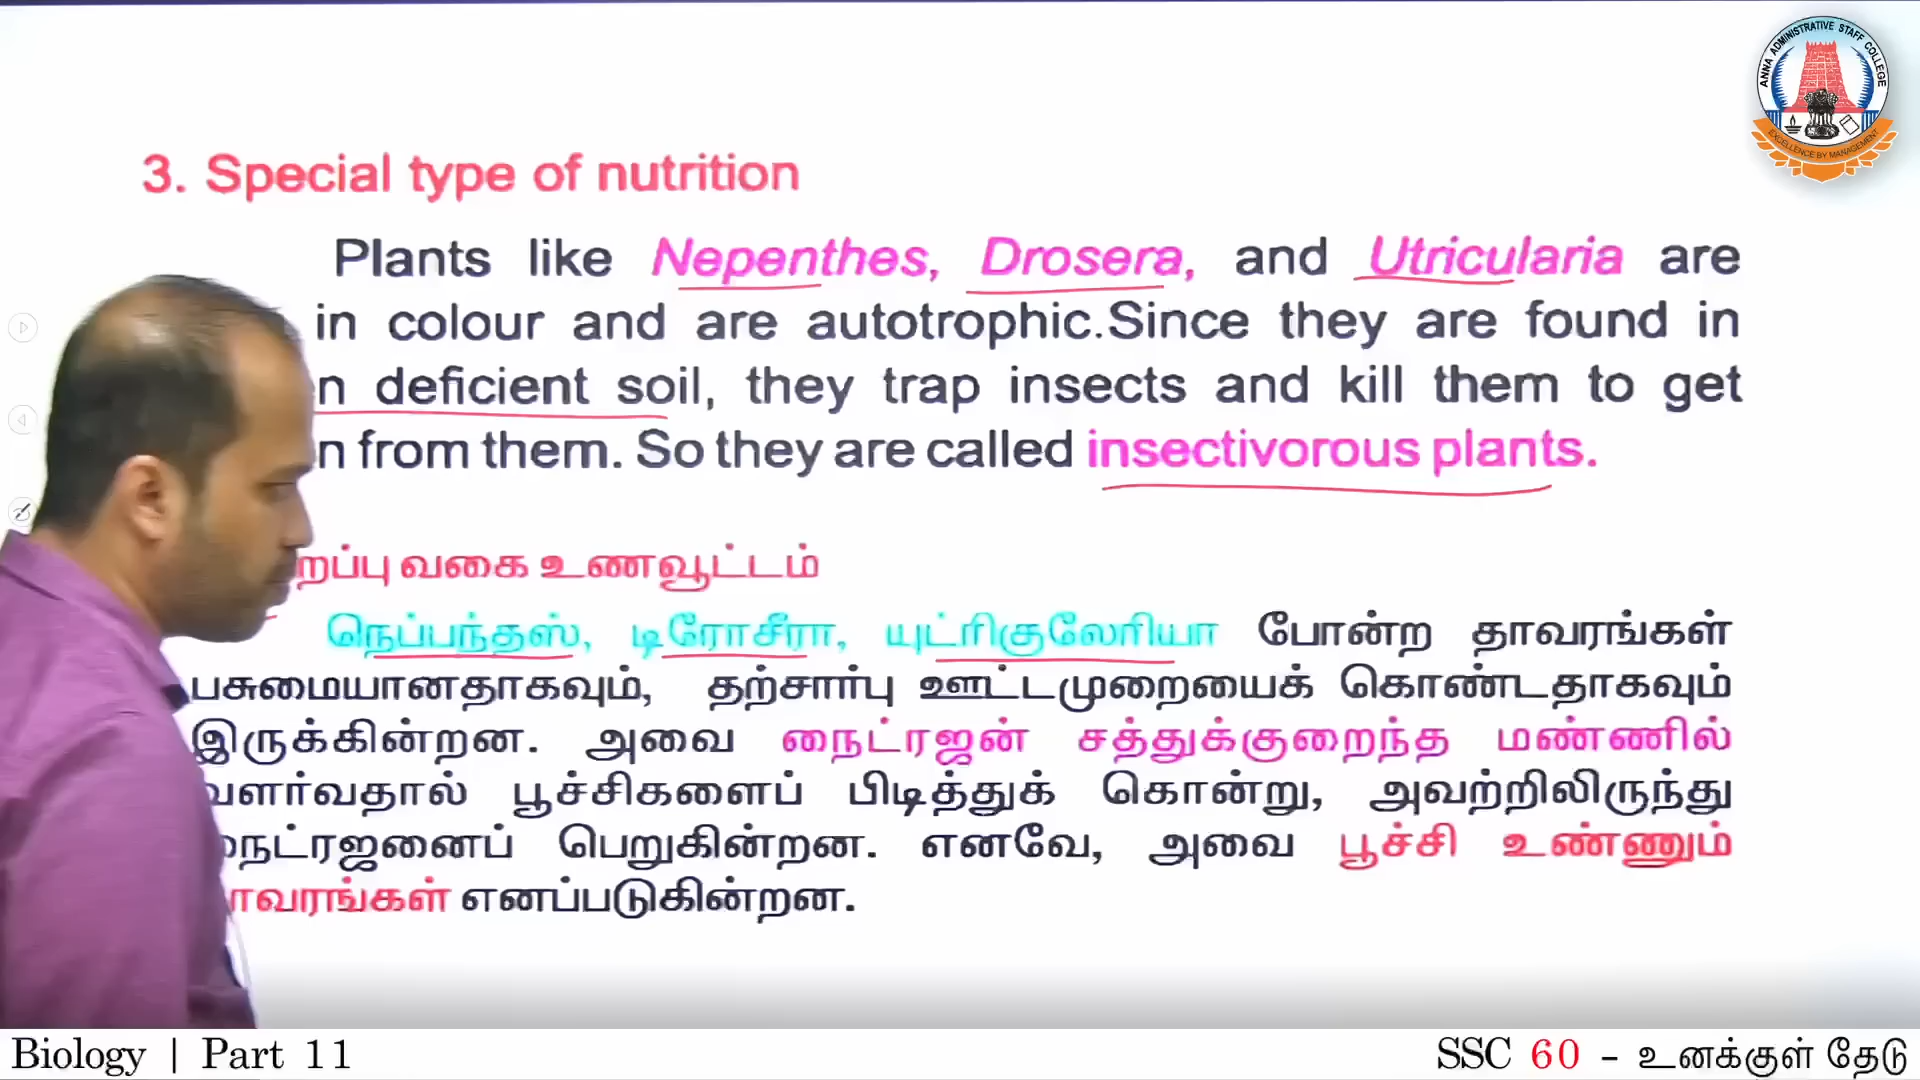 ANNA ADMINISTRATIVE STAFF COLLEGE
EXCELLENCE BY MANAGEMENT
3. Special type of nutrition
Plants like Nepenthes, Drosera, and Utricularia are
in colour and are autotrophic.Since they are found in
deficient soil, they trap insects and kill them to get
from them. So they are called insectivorous plants.
வகை உணவூட்டம்
நெப்பந்தஸ், டிரோசீரா, யுட்ரிகுலேரியா போன்ற தாவரங்கள்
பசுமையானதாகவும், தற்சார்பு ஊட்டமுறையைக் கொண்டதாகவும்
இருக்கின்றன. அவை நைட்ரஜன் சத்துக்குறைந்த மண்ணில்
வளர்வதால் பூச்சிகளைப் பிடித்துக் கொன்று, அவற்றிலிருந்து
நைட்ரஜனைப் பெறுகின்றன. எனவே, அவை பூச்சி உண்ணும்
தாவரங்கள் எனப்படுகின்றன.
Biology | Part 11
SSC 60 - உனக்குள் தேடு